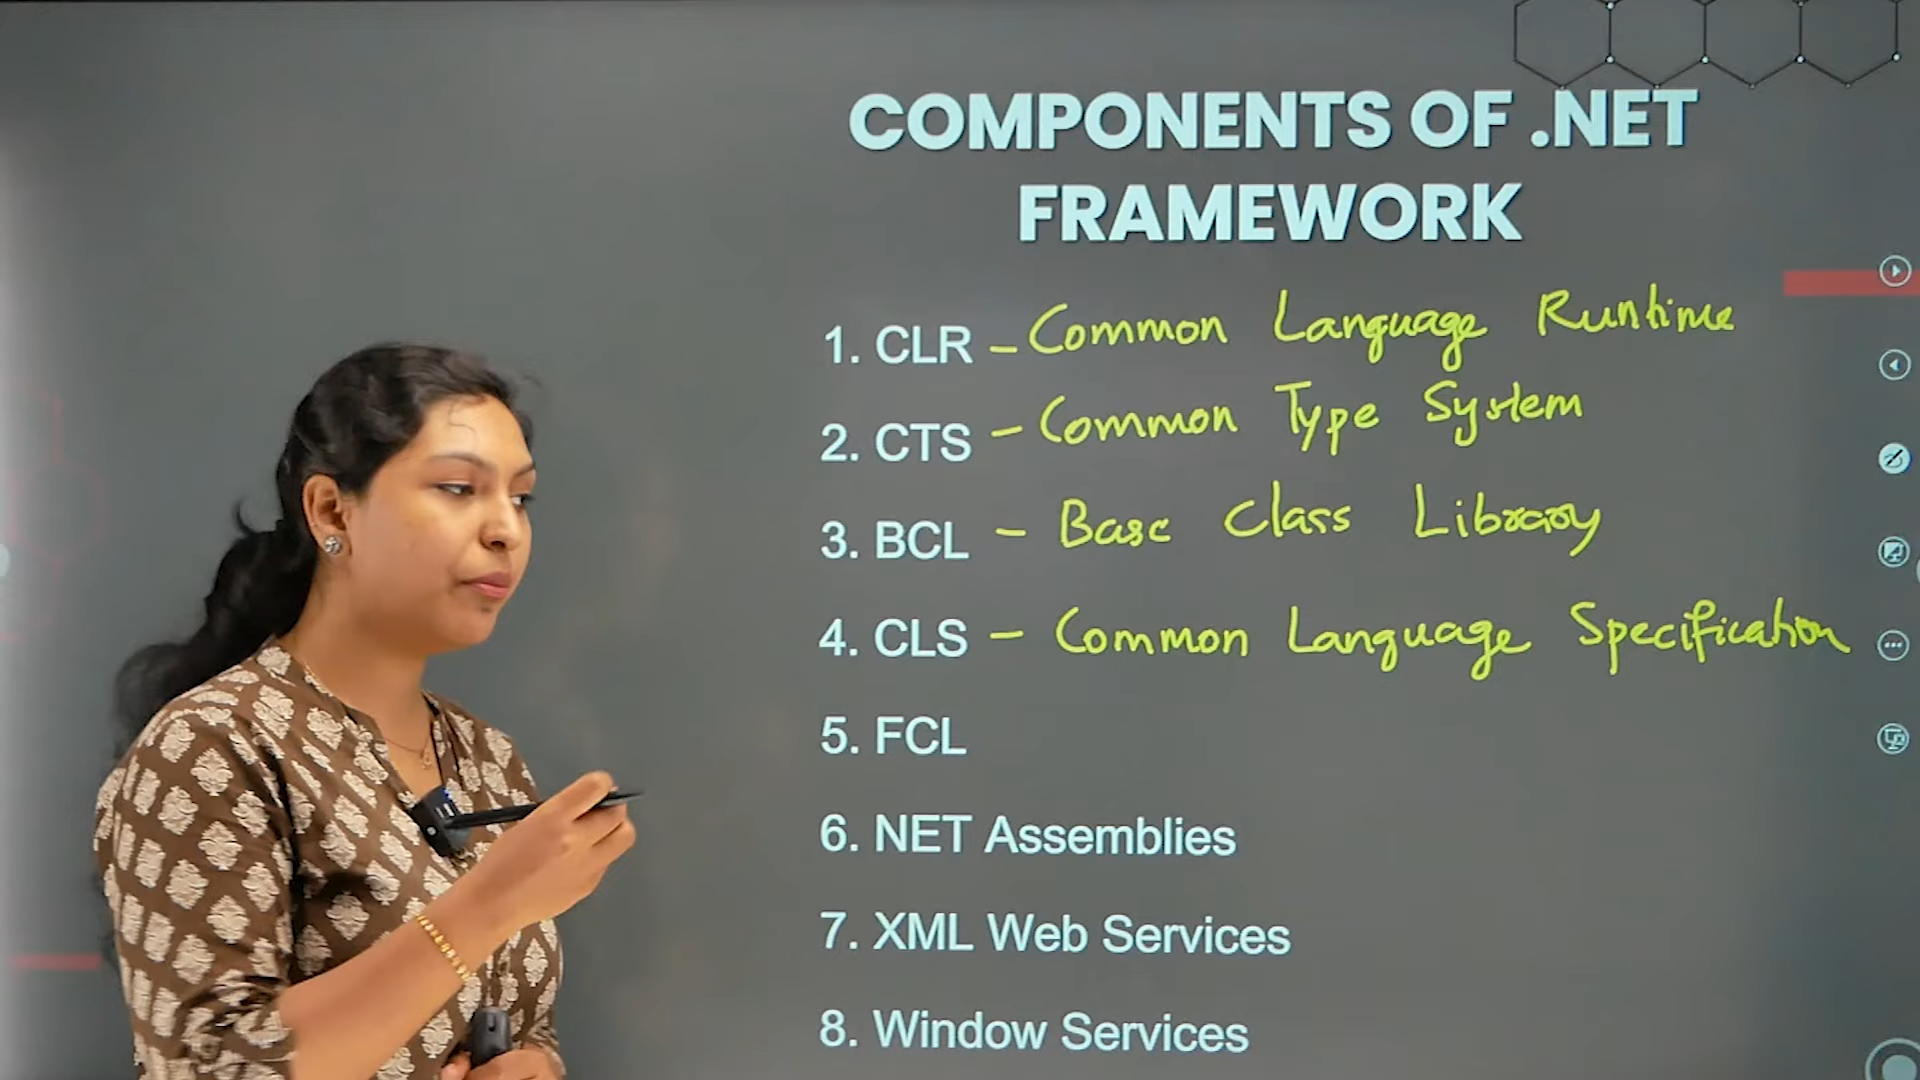 COMPONENTS OF .NET
FRAMEWORK
1. CLR – Common Language Runtime
2. CTS – Common Type System
3. BCL – Base Class Library
4. CLS – Common Language Specification
5. FCL
6. NET Assemblies
7. XML Web Services
8. Window Services